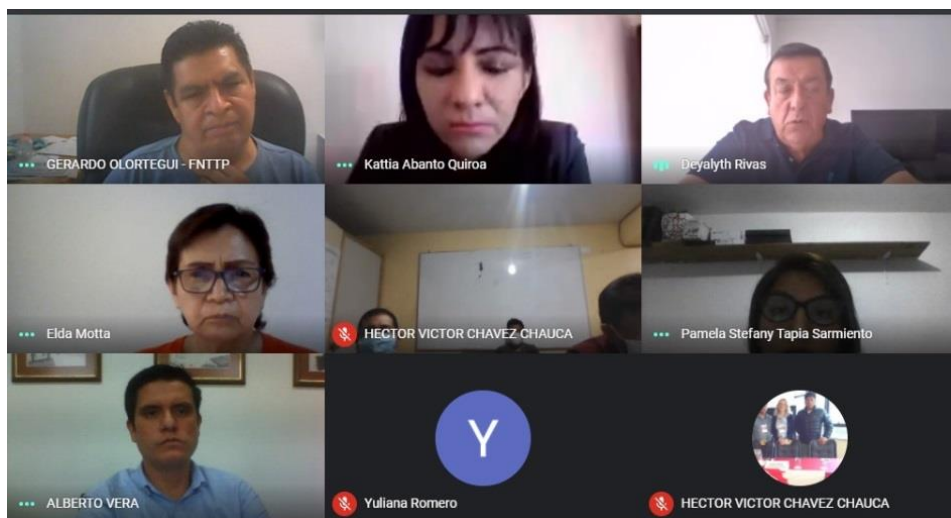 GERARDO OLORTEGUI - FNTTP
Kattia Abanto Quiroa
Deyalyth Rivas
Elda Motta
HECTOR VICTOR CHAVEZ CHAUCA
Pamela Stefany Tapia Sarmiento
ALBERTO VERA
Y
Yuliana Romero
HECTOR VICTOR CHAVEZ CHAUCA